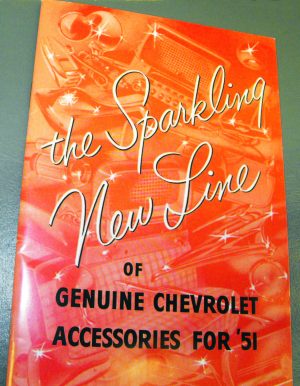 the Sparkling
New Line
OF
GENUINE CHEVROLET
ACCESSORIES FOR '51